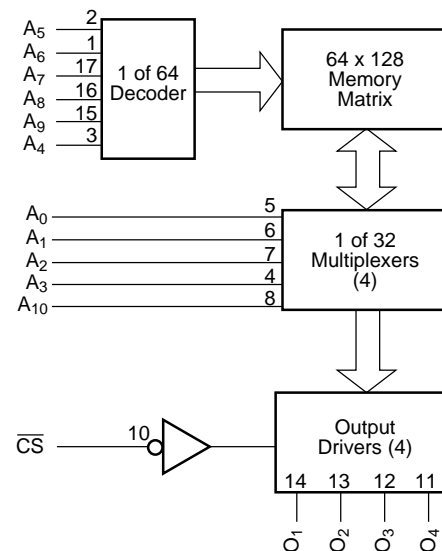 A5 2
A6 1
A7 17
A8 16
A9 15
A4 3
1 of 64
Decoder
64 x 128
Memory
Matrix
A0 5
A1 6
A2 7
A3 4
A10 8
1 of 32
Multiplexers
(4)
CS 10
Output
Drivers (4)
14 13 12 11
O1 O2 O3 O4